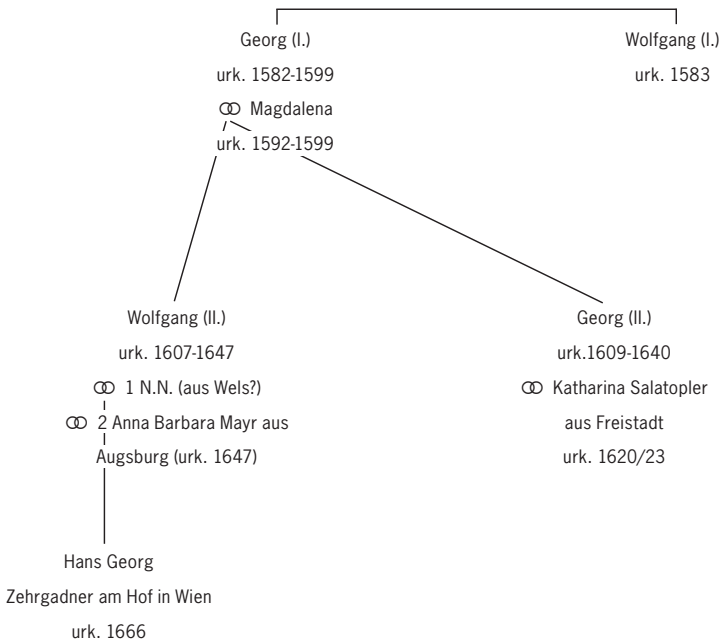 Georg (I.)
urk. 1582-1599
⚭ Magdalena
urk. 1592-1599
Wolfgang (I.)
urk. 1583
Wolfgang (II.)
urk. 1607-1647
⚭ 1 N.N. (aus Wels?)
⚭ 2 Anna Barbara Mayr aus
Augsburg (urk. 1647)
Georg (II.)
urk.1609-1640
⚭ Katharina Salatopler
aus Freistadt
urk. 1620/23
Hans Georg
Zehrgadner am Hof in Wien
urk. 1666